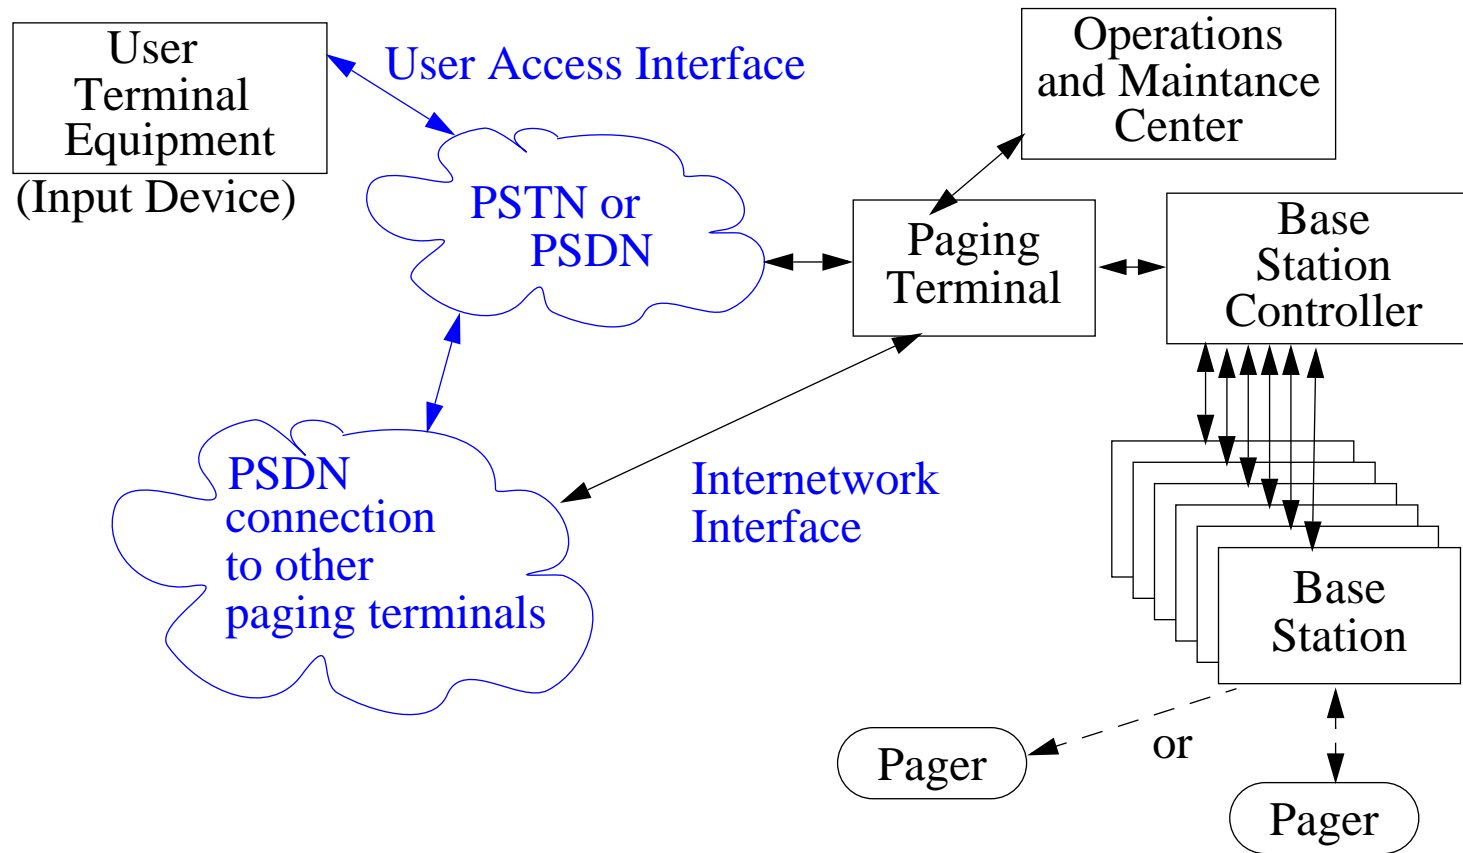 User
Terminal
Equipment
(Input Device)
User Access Interface
Operations
and Maintance
Center
PSTN or
PSDN
Paging
Terminal
Base
Station
Controller
PSDN
connection
to other
paging terminals
Internetwork
Interface
Base
Station
Pager
or
Pager